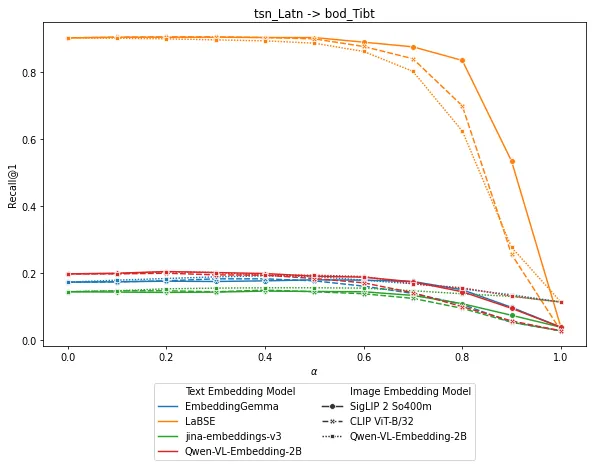 tsn_Latn -> bod_Tibt
Recall@1
0.8
0.6
0.4
0.2
0.0
0.0 0.2 0.4 0.6 0.8 1.0
α
Text Embedding Model Image Embedding Model
EmbeddingGemma SigLIP 2 So400m
LaBSE CLIP ViT-B/32
jina-embeddings-v3 Qwen-VL-Embedding-2B
Qwen-VL-Embedding-2B